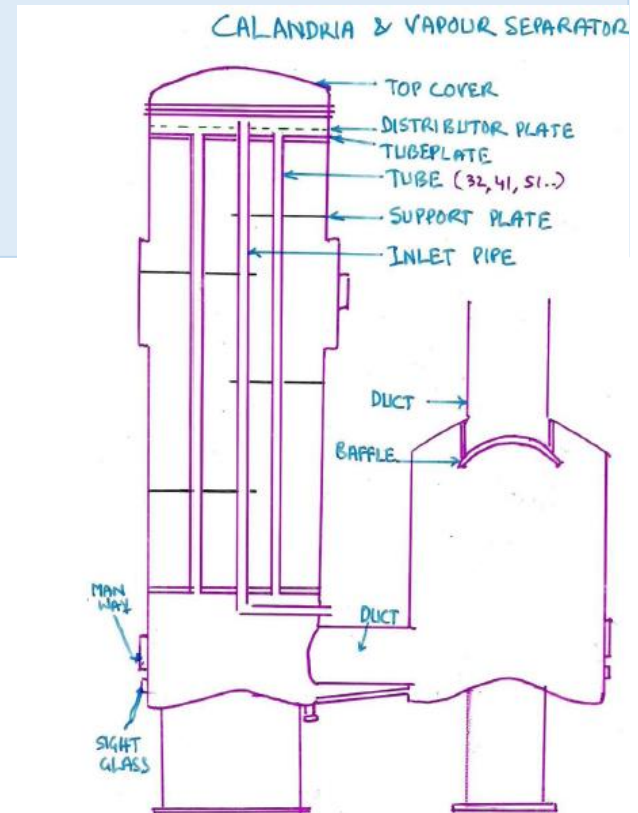 CALANDRIA & VAPOUR SEPARATOR
TOP COVER
DISTRIBUTOR PLATE
TUBEPLATE
TUBE (32, 41, 51..)
SUPPORT PLATE
INLET PIPE
DUCT
BAFFLE
MAN
WAY
DUCT
SIGHT
GLASS